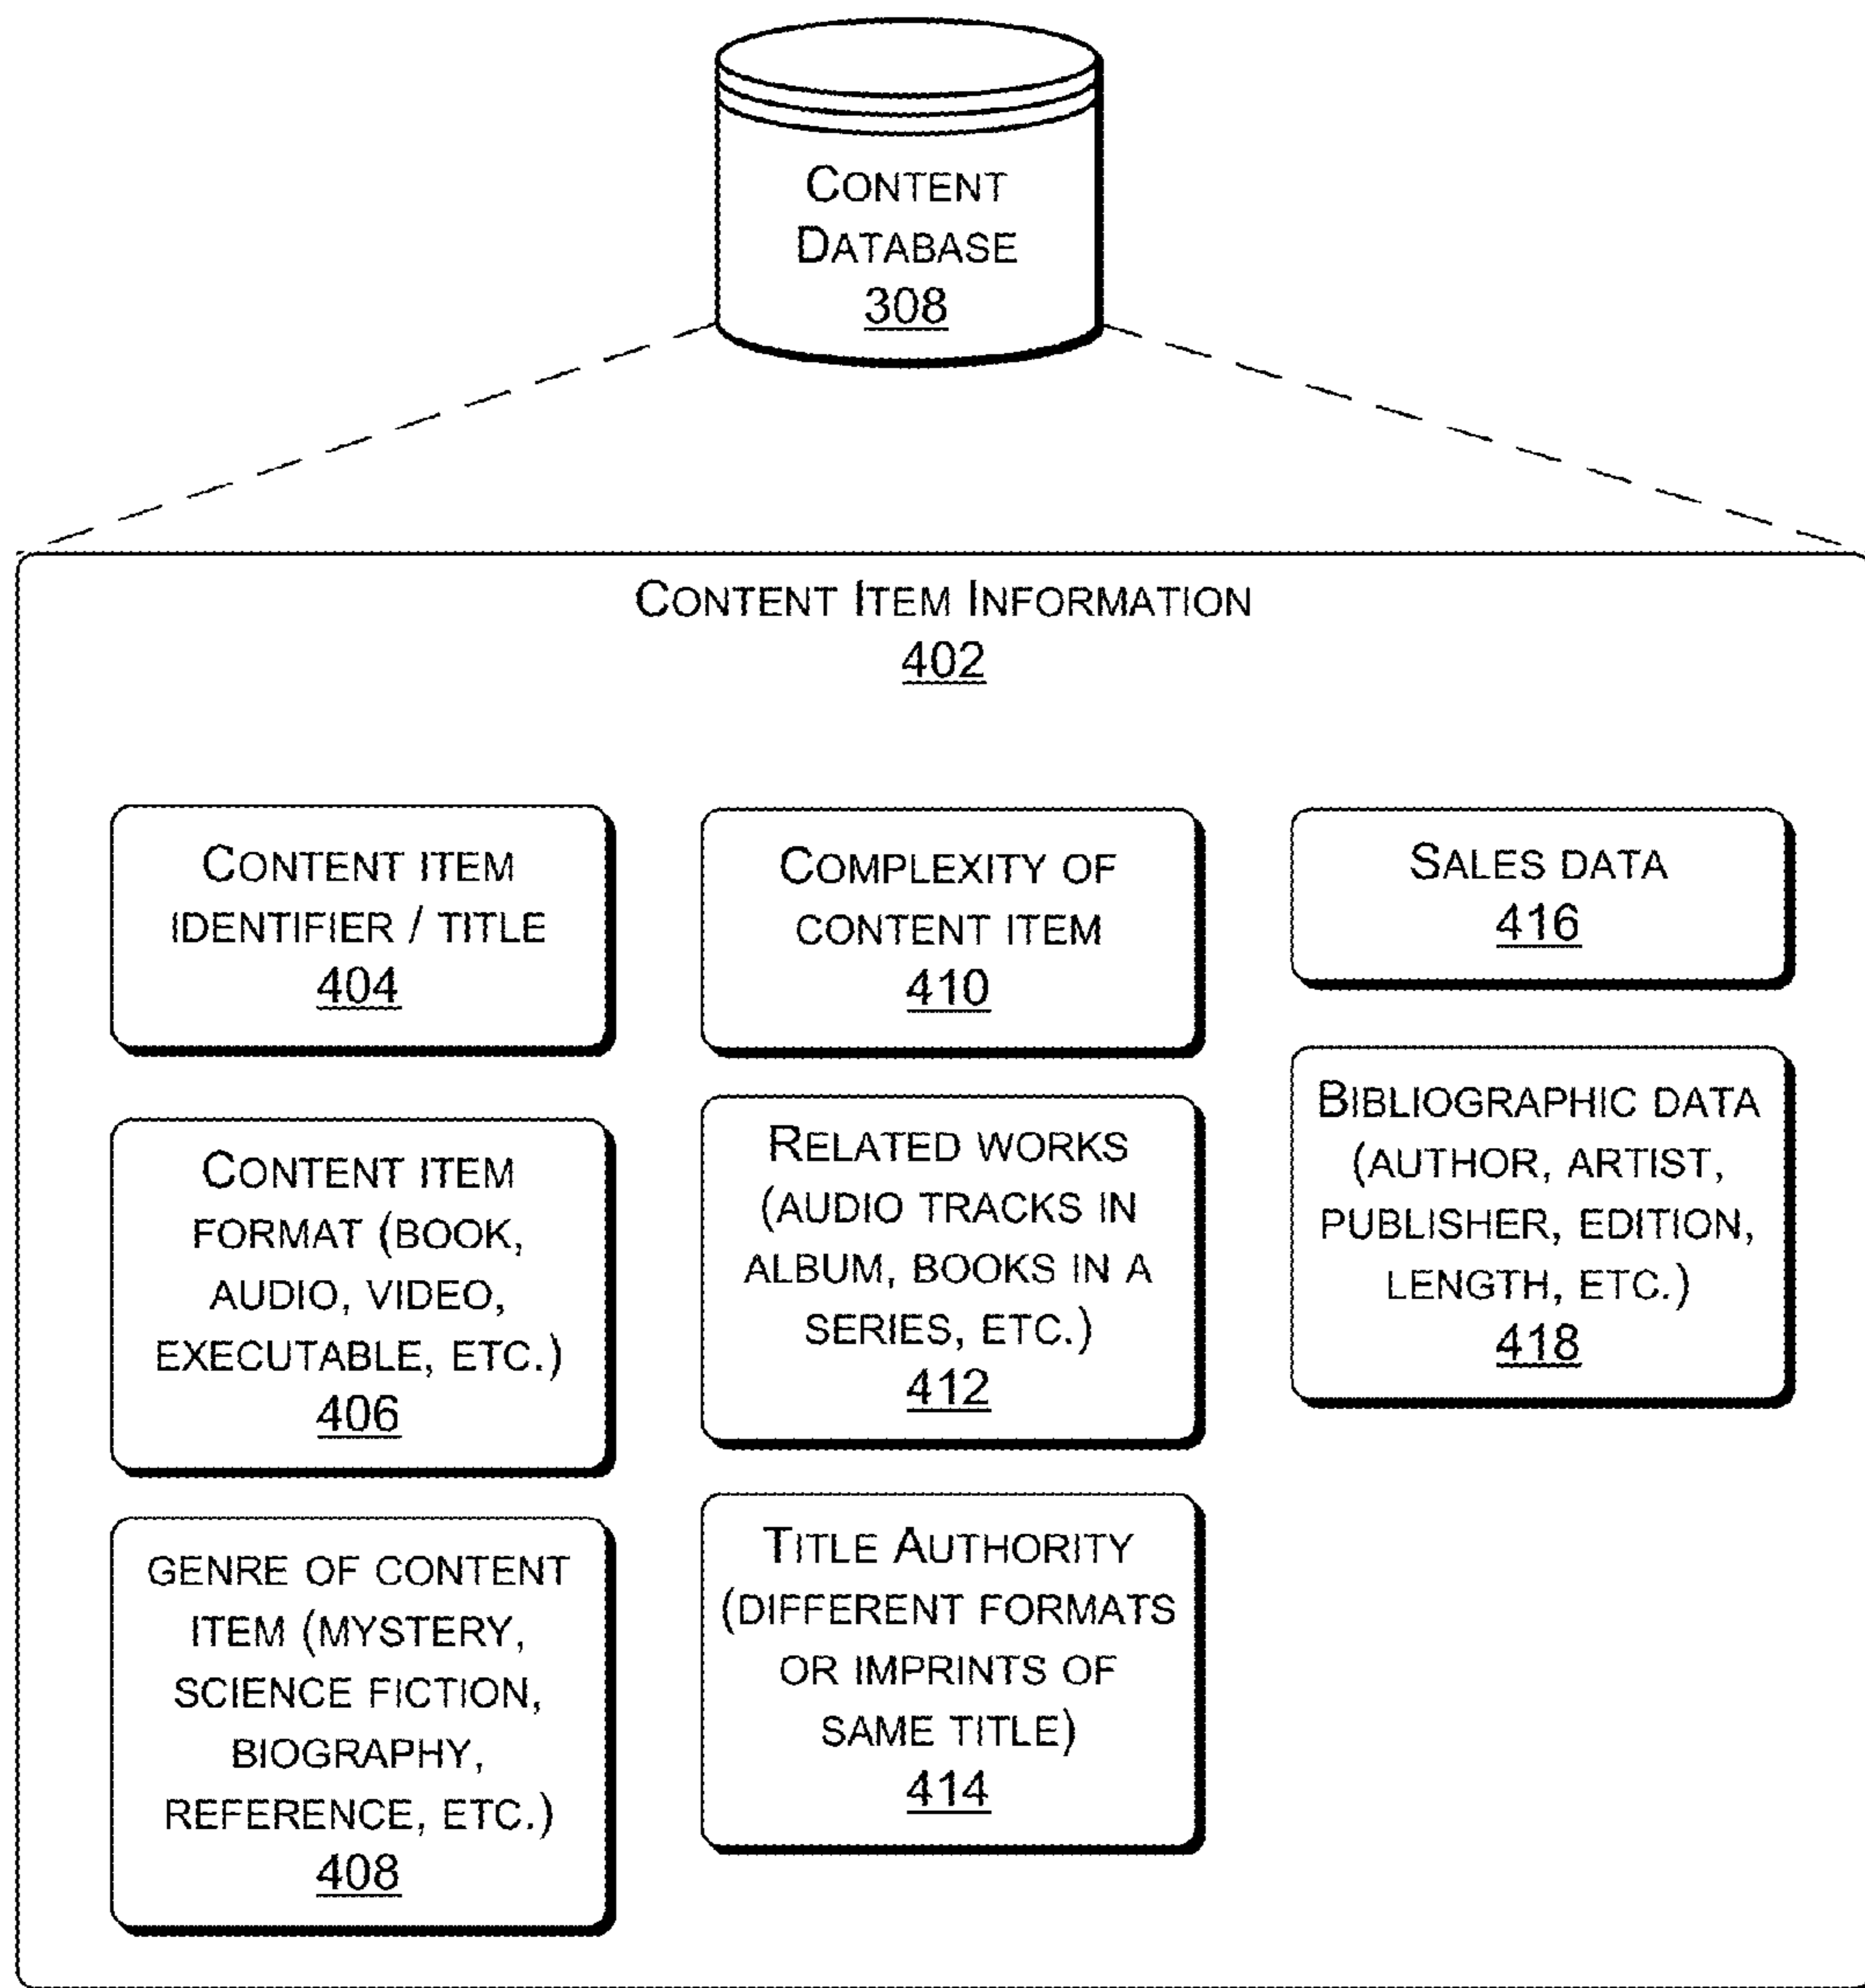 CONTENT
DATABASE
308
CONTENT ITEM INFORMATION
402
CONTENT ITEM
IDENTIFIER / TITLE
404
CONTENT ITEM
FORMAT (BOOK,
AUDIO, VIDEO,
EXECUTABLE, ETC.)
406
GENRE OF CONTENT
ITEM (MYSTERY,
SCIENCE FICTION,
BIOGRAPHY,
REFERENCE, ETC.)
408
COMPLEXITY OF
CONTENT ITEM
410
RELATED WORKS
(AUDIO TRACKS IN
ALBUM, BOOKS IN A
SERIES, ETC.)
412
TITLE AUTHORITY
(DIFFERENT FORMATS
OR IMPRINTS OF
SAME TITLE)
414
SALES DATA
416
BIBLIOGRAPHIC DATA
(AUTHOR, ARTIST,
PUBLISHER, EDITION,
LENGTH, ETC.)
418